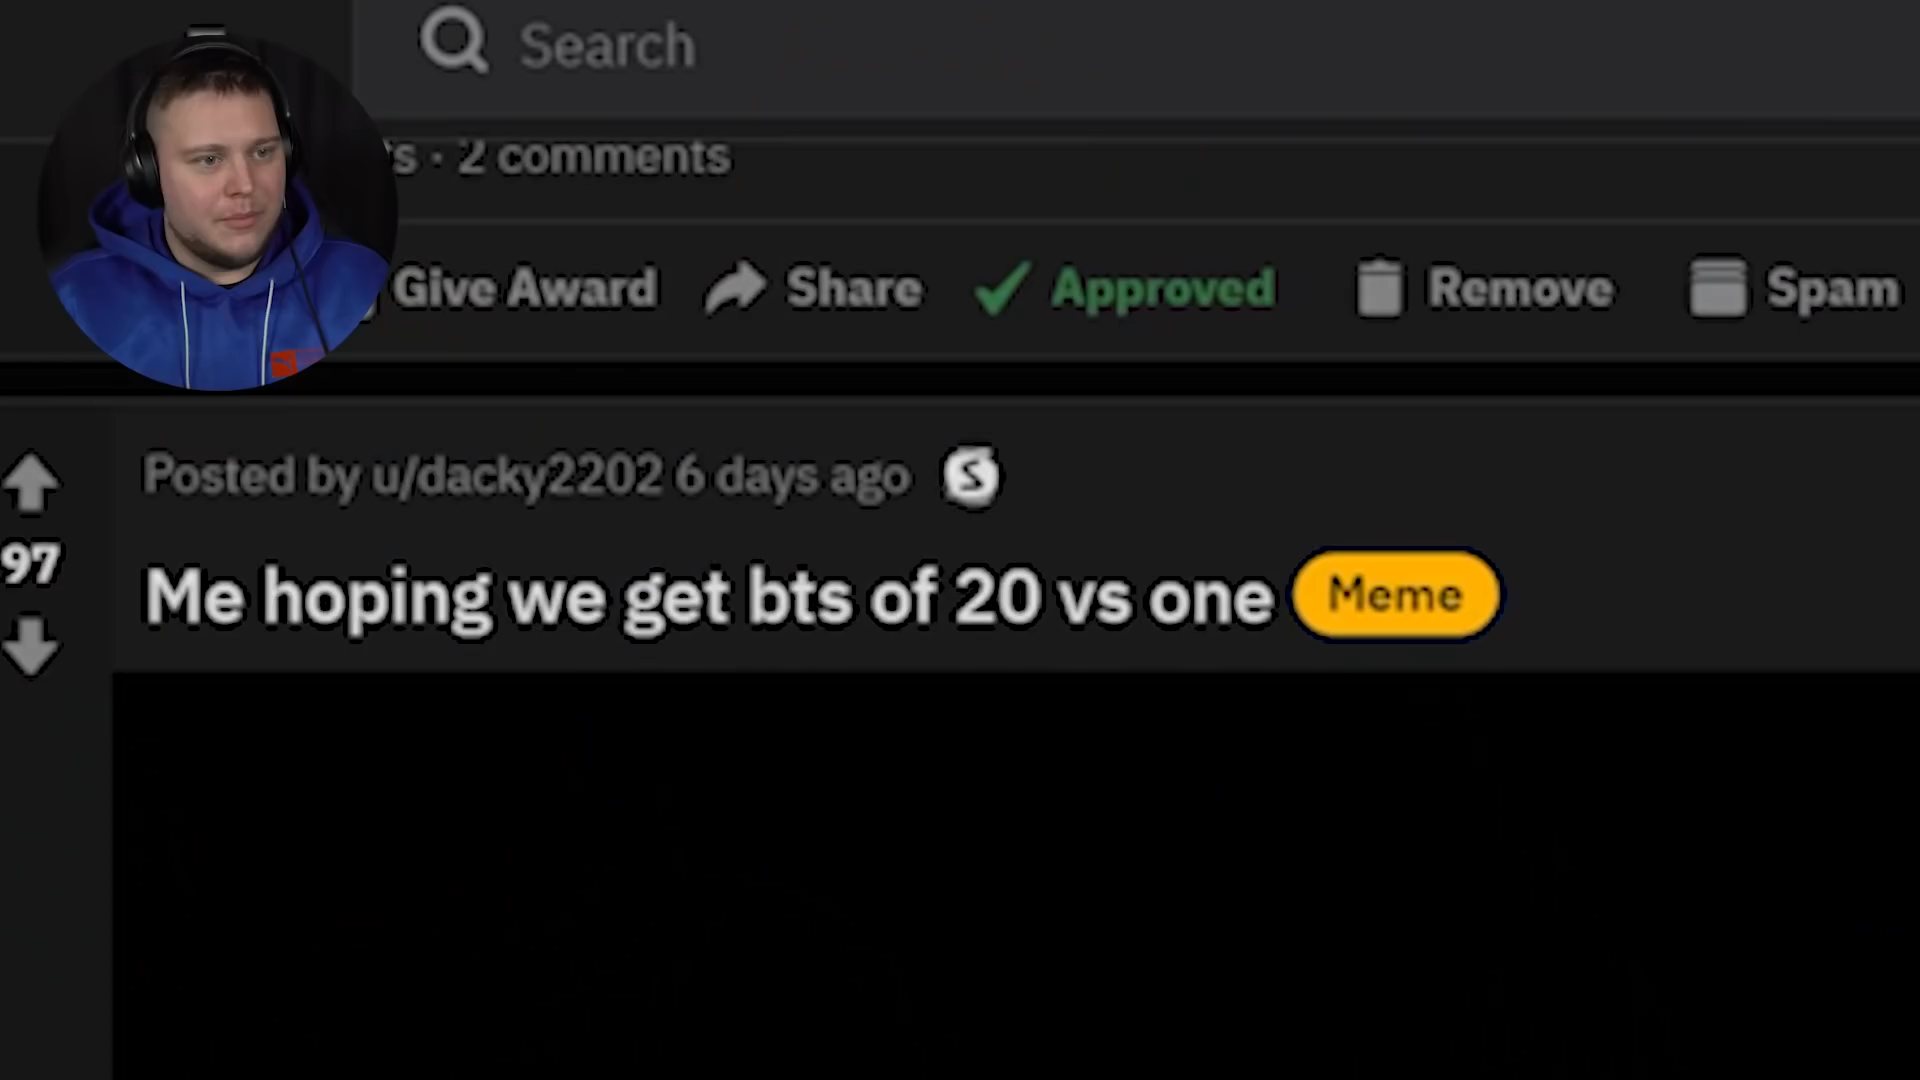 Search
s · 2 comments
Give Award Share Approved Remove Spam
Posted by u/dacky2202 6 days ago S
97
Me hoping we get bts of 20 vs one Meme